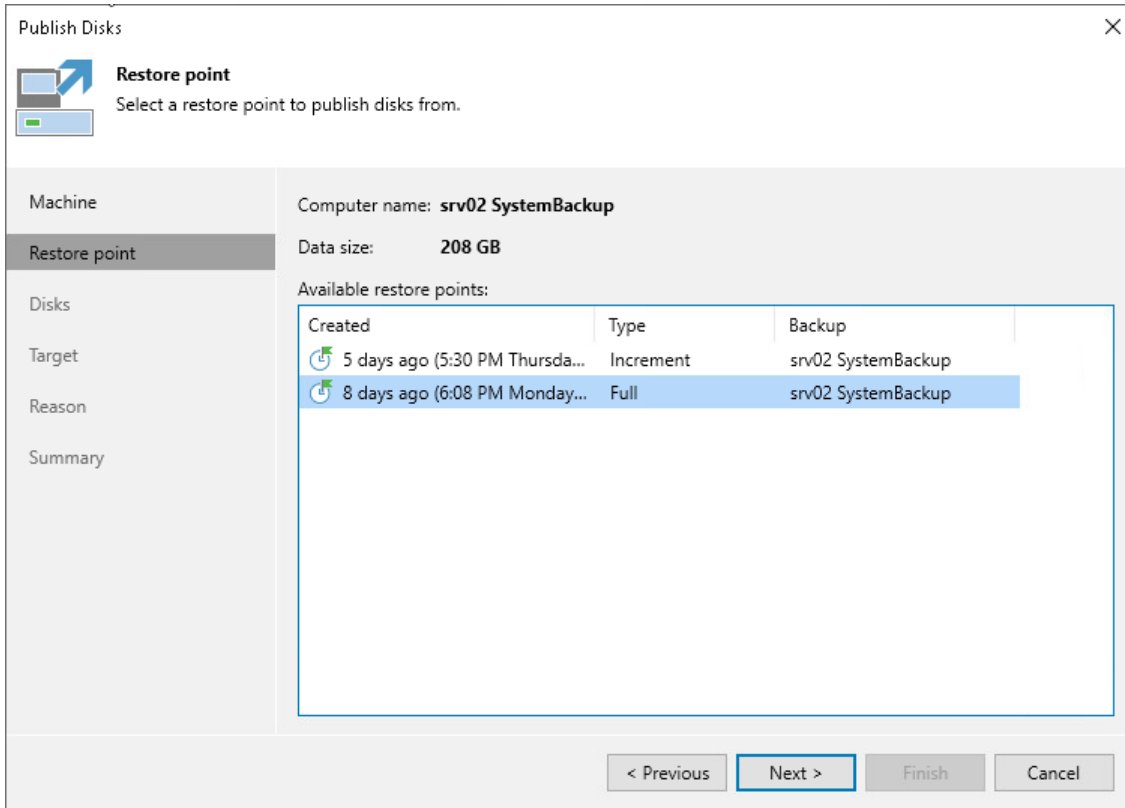 Publish Disks
Restore point
Select a restore point to publish disks from.
Machine
Restore point
Disks
Target
Reason
Summary
Computer name: srv02 SystemBackup
Data size: 208 GB
Available restore points:
Created Type Backup
5 days ago (5:30 PM Thursda... Increment srv02 SystemBackup
8 days ago (6:08 PM Monday... Full srv02 SystemBackup
< Previous Next > Finish Cancel